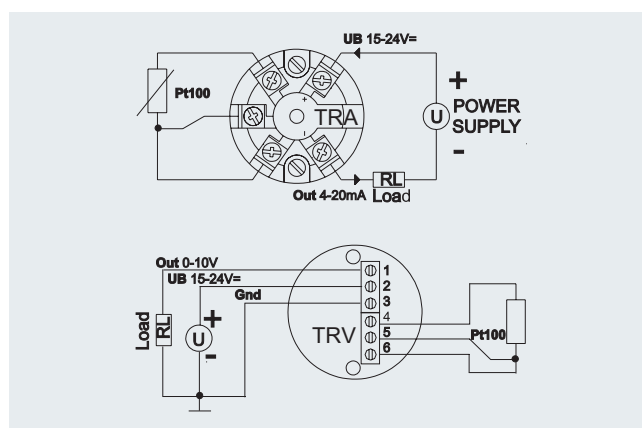 UB 15-24V=
Pt100
+
TRA
-
+
U
POWER
SUPPLY
-
Out 4-20mA
RL
Load
Out 0-10V
UB 15-24V=
Gnd
1
2
3
4
5
6
Load
RL
U
+
-
TRV
Pt100